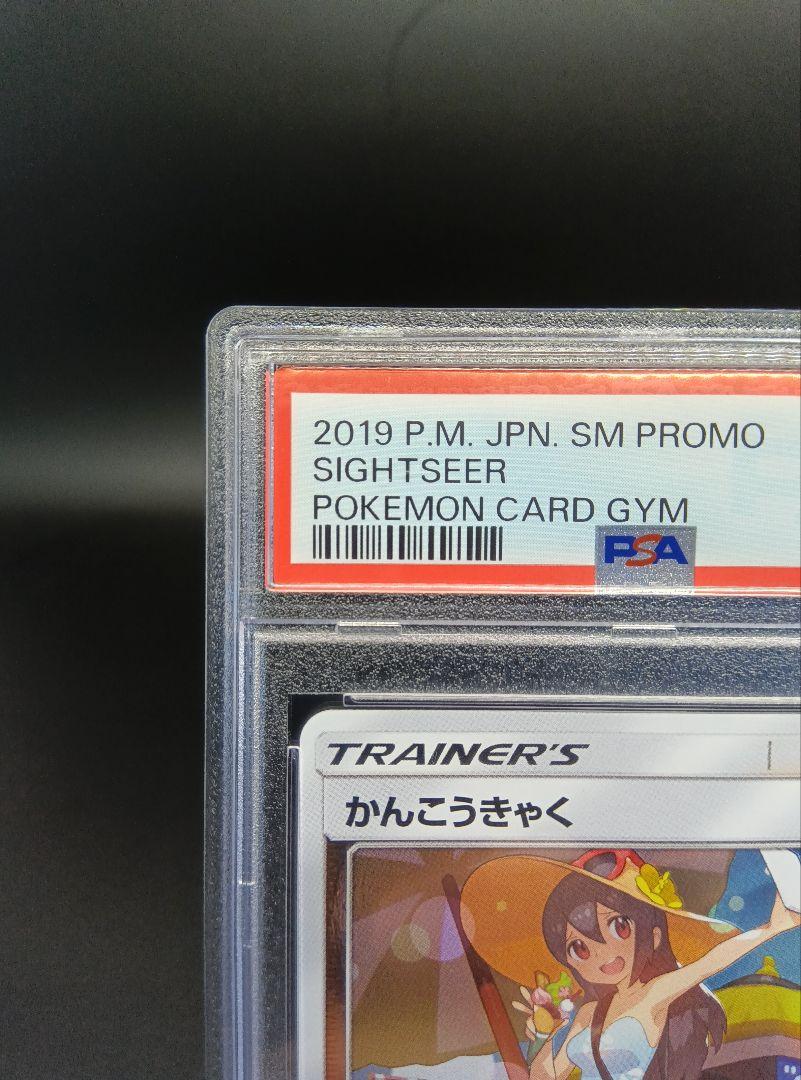 2019 P.M. JPN. SM PROMO
SIGHTSEER
POKEMON CARD GYM
PSA
TRAINER'S
かんこうきゃく